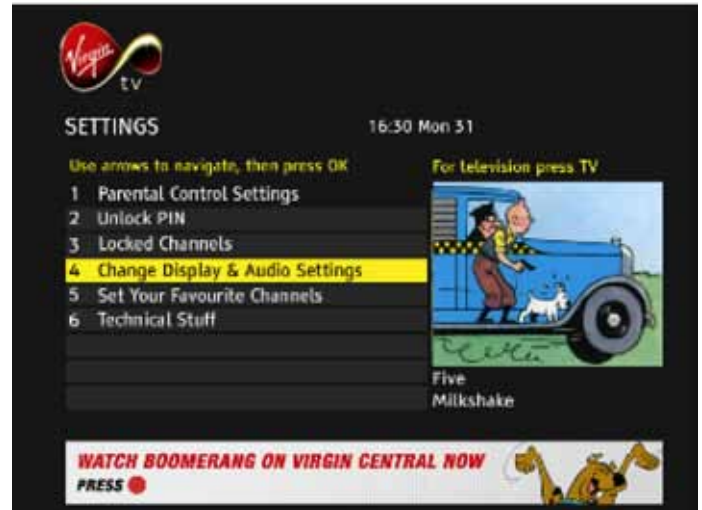 Virgin
tv
SETTINGS
16:30 Mon 31
Use arrows to navigate, then press OK
For television press TV
1 Parental Control Settings
2 Unlock PIN
3 Locked Channels
4 Change Display & Audio Settings
5 Set Your Favourite Channels
6 Technical Stuff
Five
Milkshake
WATCH BOOMERANG ON VIRGIN CENTRAL NOW
PRESS